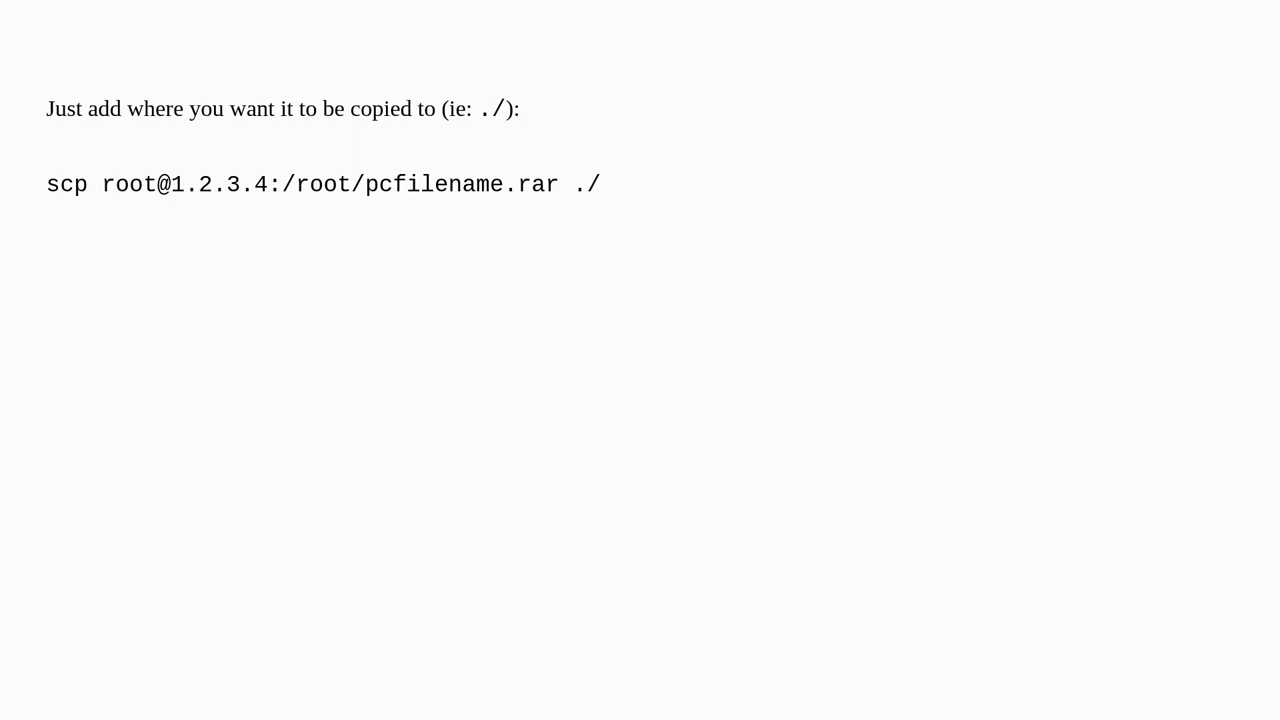 Just add where you want it to be copied to (ie: ./):
scp root@1.2.3.4:/root/pcfilename.rar ./